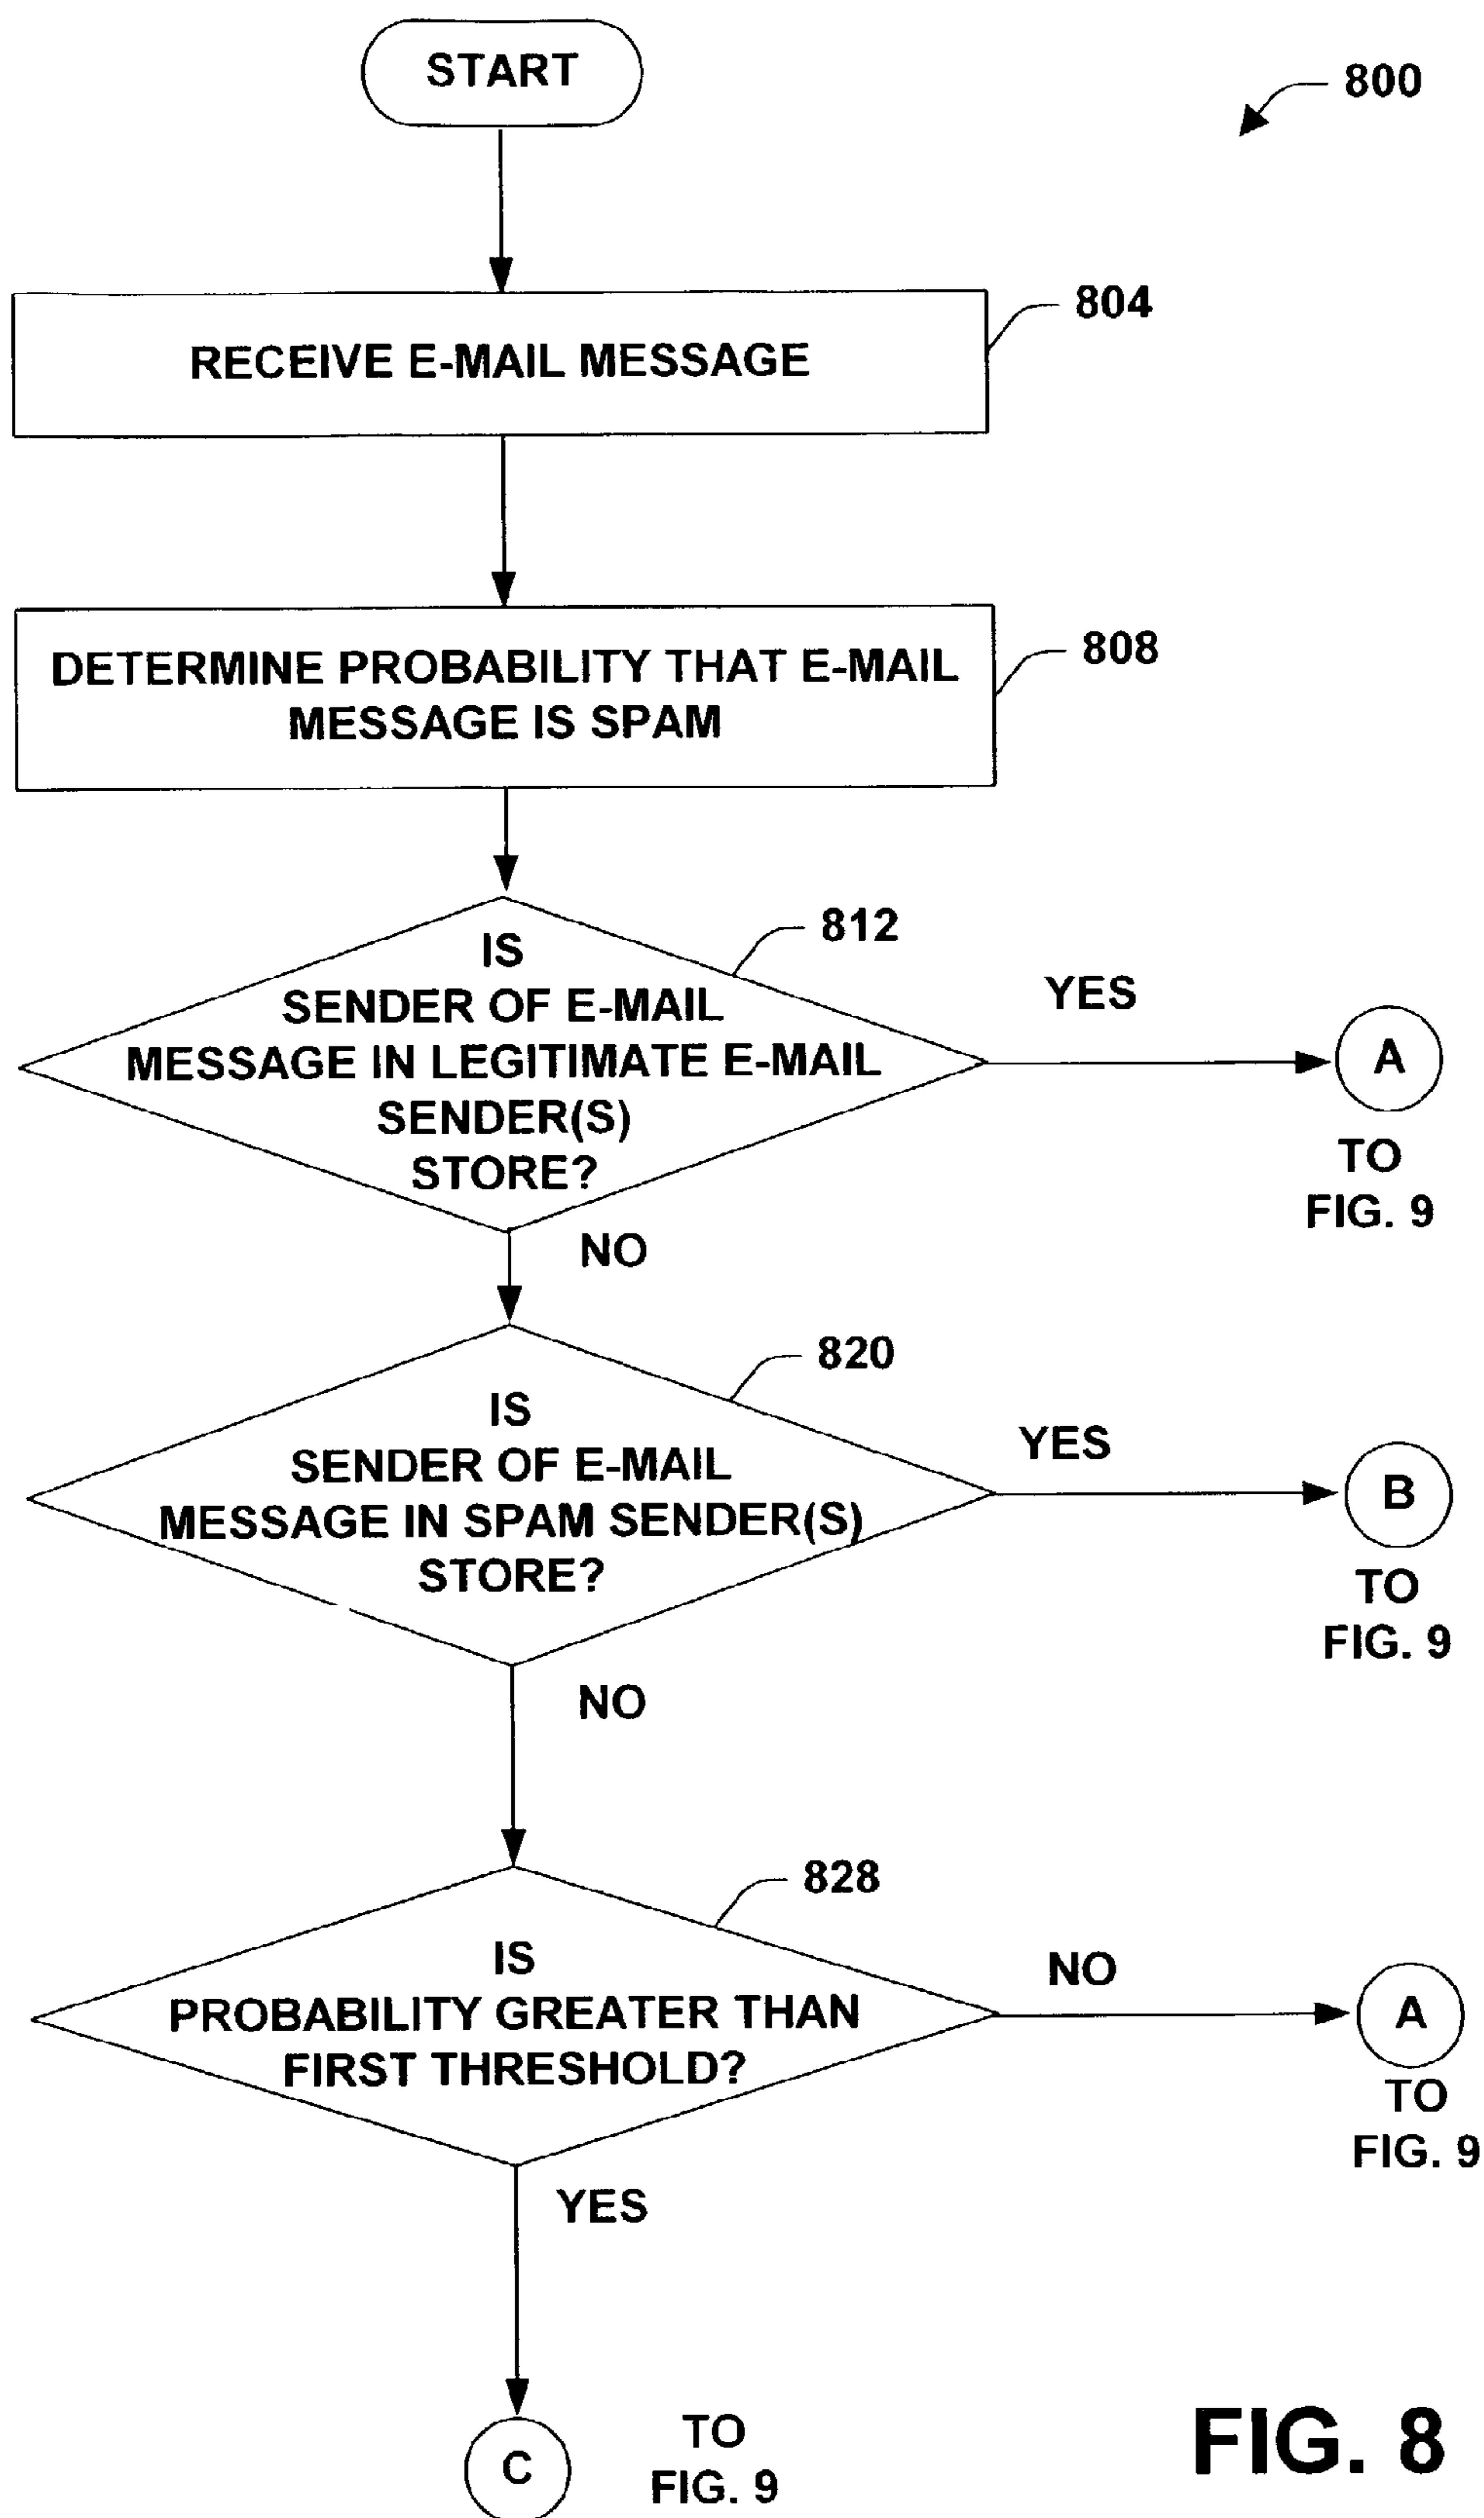 START
800
804
RECEIVE E-MAIL MESSAGE
808
DETERMINE PROBABILITY THAT E-MAIL
MESSAGE IS SPAM
812
IS
SENDER OF E-MAIL
MESSAGE IN LEGITIMATE E-MAIL
SENDER(S)
STORE?
YES
A
TO
FIG. 9
NO
820
IS
SENDER OF E-MAIL
MESSAGE IN SPAM SENDER(S)
STORE?
YES
B
TO
FIG. 9
NO
828
IS
PROBABILITY GREATER THAN
FIRST THRESHOLD?
NO
A
TO
FIG. 9
YES
C
TO
FIG. 9
FIG. 8